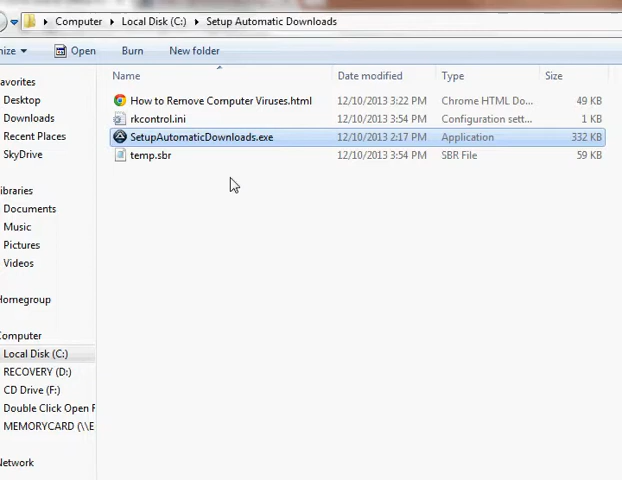 Computer Local Disk (C:) Setup Automatic Downloads
nize Open Burn New folder
Name Date modified Type Size
How to Remove Computer Viruses.html 12/10/2013 3:22 PM Chrome HTML Do... 49 KB
rkcontrol.ini 12/10/2013 3:54 PM Configuration sett... 1 KB
SetupAutomaticDownloads.exe 12/10/2013 2:17 PM Application 332 KB
temp.sbr 12/10/2013 3:54 PM SBR File 59 KB
avorites
Desktop
Downloads
Recent Places
SkyDrive
ibraries
Documents
Music
Pictures
Videos
Homegroup
Computer
Local Disk (C:)
RECOVERY (D:)
CD Drive (F:)
Double Click Open F
MEMORYCARD (\\E
Network